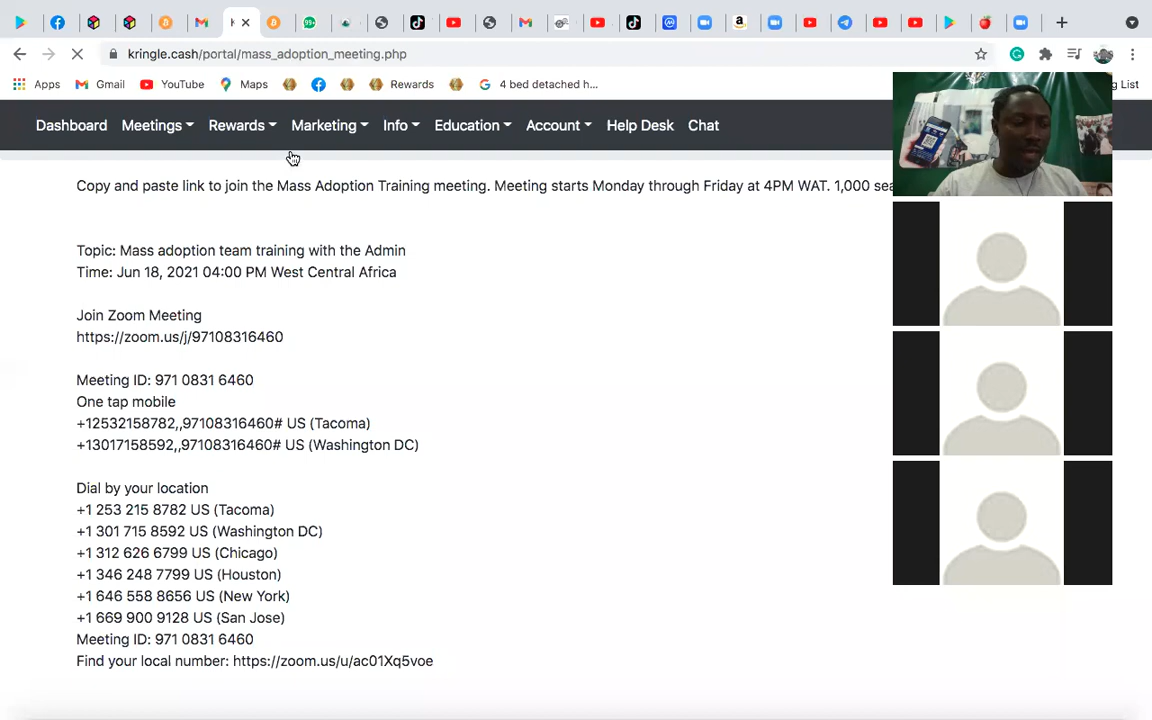 kringle.cash/portal/mass_adoption_meeting.php
Apps Gmail YouTube Maps Rewards 4 bed detached h... g List
Dashboard Meetings Rewards Marketing Info Education Account Help Desk Chat
Copy and paste link to join the Mass Adoption Training meeting. Meeting starts Monday through Friday at 4PM WAT. 1,000 sea
Topic: Mass adoption team training with the Admin
Time: Jun 18, 2021 04:00 PM West Central Africa
Join Zoom Meeting
https://zoom.us/j/97108316460
Meeting ID: 971 0831 6460
One tap mobile
+12532158782,,97108316460# US (Tacoma)
+13017158592,,97108316460# US (Washington DC)
Dial by your location
+1 253 215 8782 US (Tacoma)
+1 301 715 8592 US (Washington DC)
+1 312 626 6799 US (Chicago)
+1 346 248 7799 US (Houston)
+1 646 558 8656 US (New York)
+1 669 900 9128 US (San Jose)
Meeting ID: 971 0831 6460
Find your local number: https://zoom.us/u/ac01Xq5voe